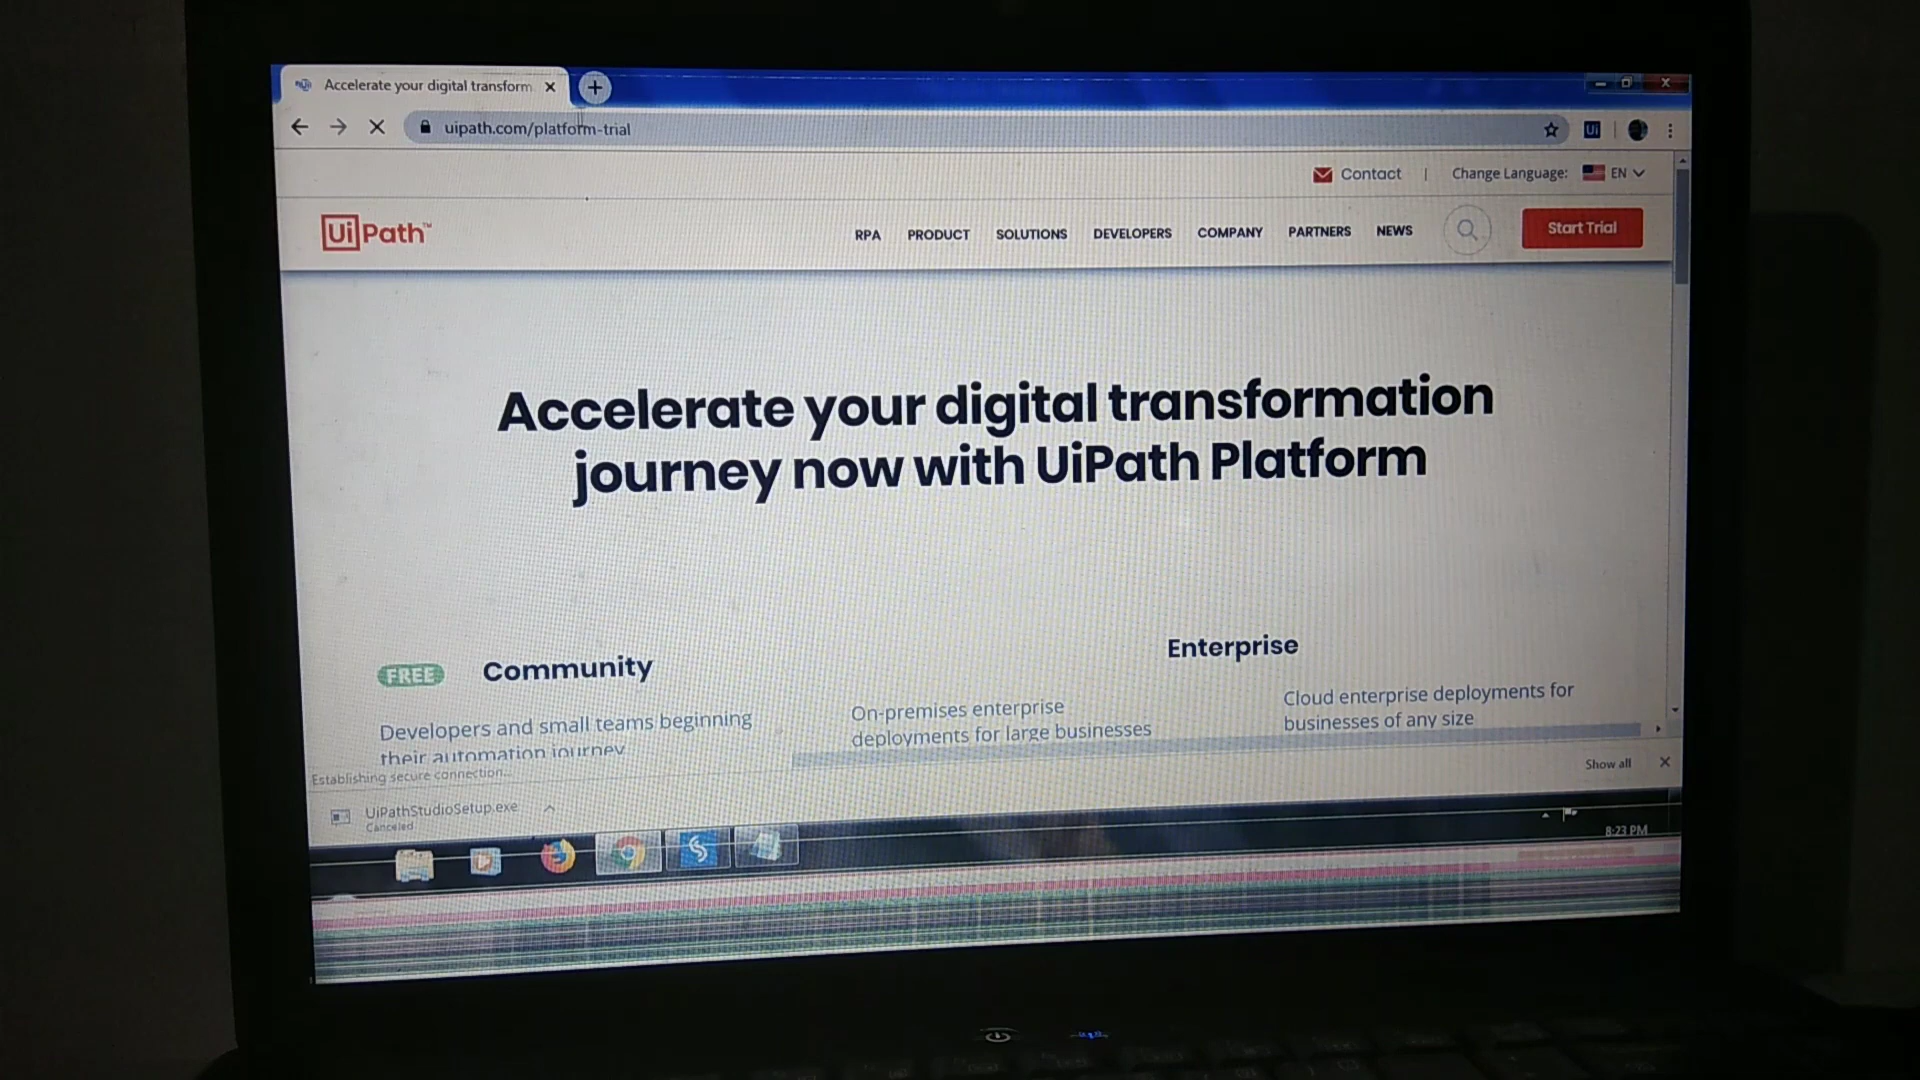 Accelerate your digital transform
uipath.com/platform-trial
Ui
Contact | Change Language: EN
UiPath™
RPA PRODUCT SOLUTIONS DEVELOPERS COMPANY PARTNERS NEWS Start Trial
Accelerate your digital transformation
journey now with UiPath Platform
Enterprise
FREE Community
Cloud enterprise deployments for
businesses of any size
On-premises enterprise
deployments for large businesses
Developers and small teams beginning
their automation journey
Establishing secure connection...
Show all
UiPathStudioSetup.exe
Canceled
8:23 PM